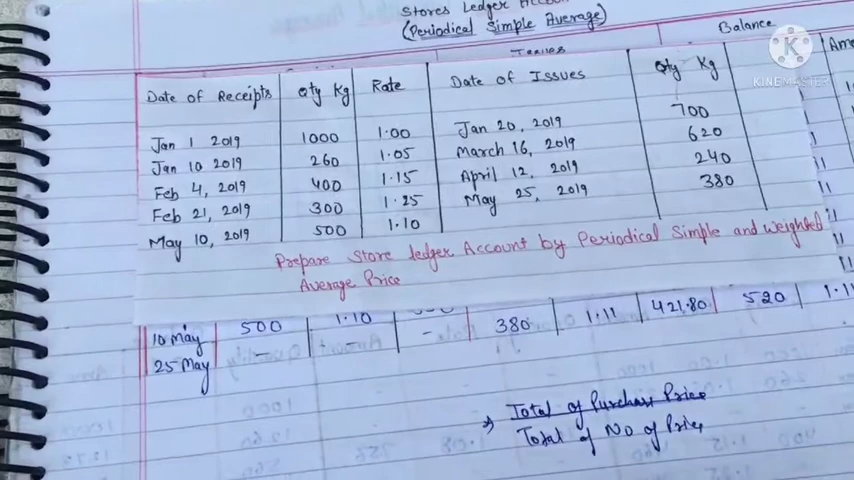 Stores Ledger
(Periodical Simple Average)
Issues
Balance
KINEMASTER
Date of Receipts Qty Kg Rate Date of Issues Qty Kg
Jan 1 2019 1000 1.00 Jan 20, 2019 700
Jan 10 2019 260 1.05 March 16, 2019 620
Feb 4, 2019 400 1.15 April 12, 2019 240
Feb 21, 2019 300 1.25 May 25, 2019 380
May 10, 2019 500 1.10
Prepare Store ledger Account by Periodical Simple and weighted
Average Price
10 May 500 1.10 - 380 1.11 421.80 520 1.11
25 May - - -
Total of Purchase Price
Total of No of Price